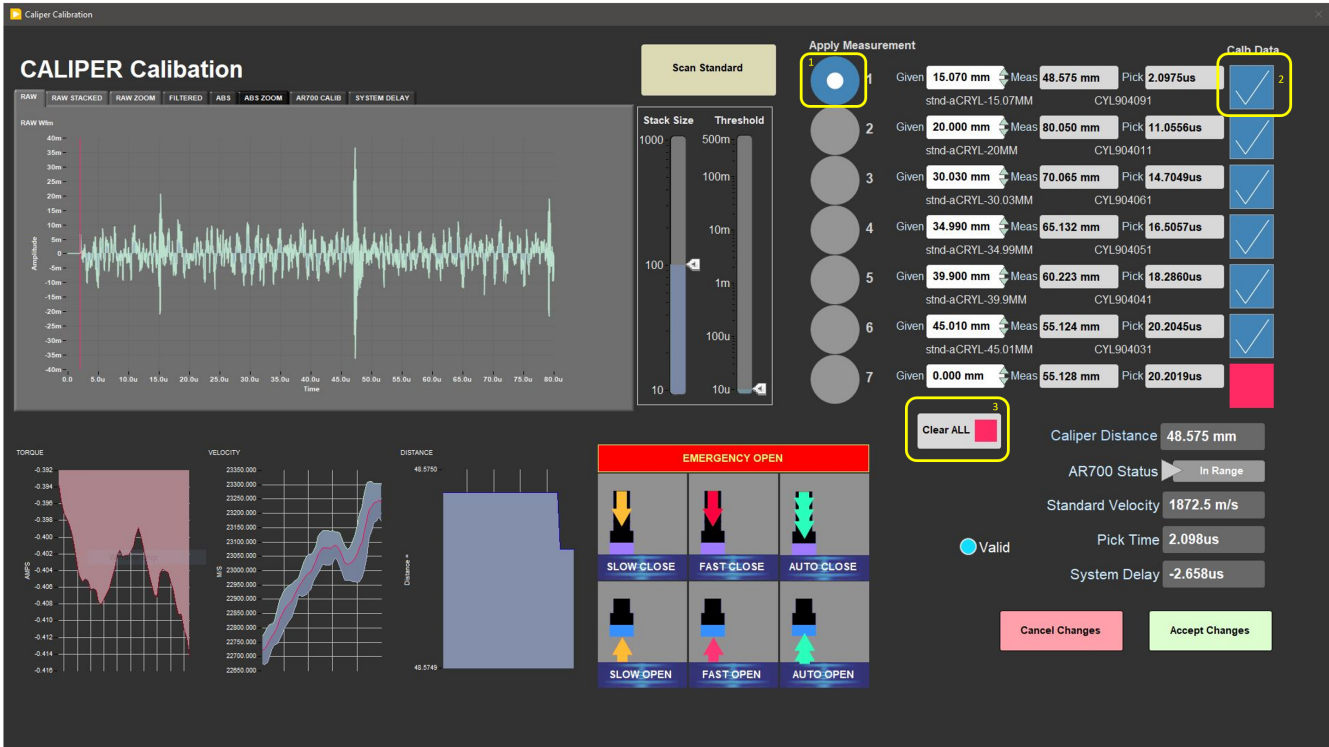 Caliper Calibration
CALIPER Calibation
RAW
RAW STACKED
RAW ZOOM
FILTERED
ABS
ABS ZOOM
AR700 CALIB
SYSTEM DELAY
RAW Wfm
Amplitude
40m
35m
30m
25m
20m
15m
10m
5m
0
-5m
-10m
-15m
-20m
-25m
-30m
-35m
-40m
0.0 5.0u 10.0u 15.0u 20.0u 25.0u 30.0u 35.0u 40.0u 45.0u 50.0u 55.0u 60.0u 65.0u 70.0u 75.0u 80.0u
Time
Scan Standard
Stack Size
1000
100
10
Threshold
500m
100m
10m
1m
100u
10u
Apply Measurement
Calb Data
1
2
1 Given 15.070 mm Meas 48.575 mm Pick 2.0975us
stnd-aCRYL-15.07MM CYL904091
2 Given 20.000 mm Meas 80.050 mm Pick 11.0556us
stnd-aCRYL-20MM CYL904011
3 Given 30.030 mm Meas 70.065 mm Pick 14.7049us
stnd-aCRYL-30.03MM CYL904061
4 Given 34.990 mm Meas 65.132 mm Pick 16.5057us
stnd-aCRYL-34.99MM CYL904051
5 Given 39.900 mm Meas 60.223 mm Pick 18.2860us
stnd-aCRYL-39.9MM CYL904041
6 Given 45.010 mm Meas 55.124 mm Pick 20.2045us
stnd-aCRYL-45.01MM CYL904031
7 Given 0.000 mm Meas 55.128 mm Pick 20.2019us
3
Clear ALL
Caliper Distance 48.575 mm
AR700 Status In Range
Standard Velocity 1872.5 m/s
Valid
Pick Time 2.098us
System Delay -2.658us
Cancel Changes
Accept Changes
TORQUE
AMPS
-0.392
-0.394
-0.396
-0.398
-0.400
-0.402
-0.404
-0.406
-0.408
-0.410
-0.412
-0.414
-0.416
VELOCITY
M/S
23350.000
23300.000
23250.000
23200.000
23150.000
23100.000
23050.000
23000.000
22950.000
22900.000
22850.000
22800.000
22750.000
22700.000
22650.000
DISTANCE
Distance =
48.5750
48.5749
EMERGENCY OPEN
SLOW CLOSE
FAST CLOSE
AUTO CLOSE
SLOW OPEN
FAST OPEN
AUTO OPEN